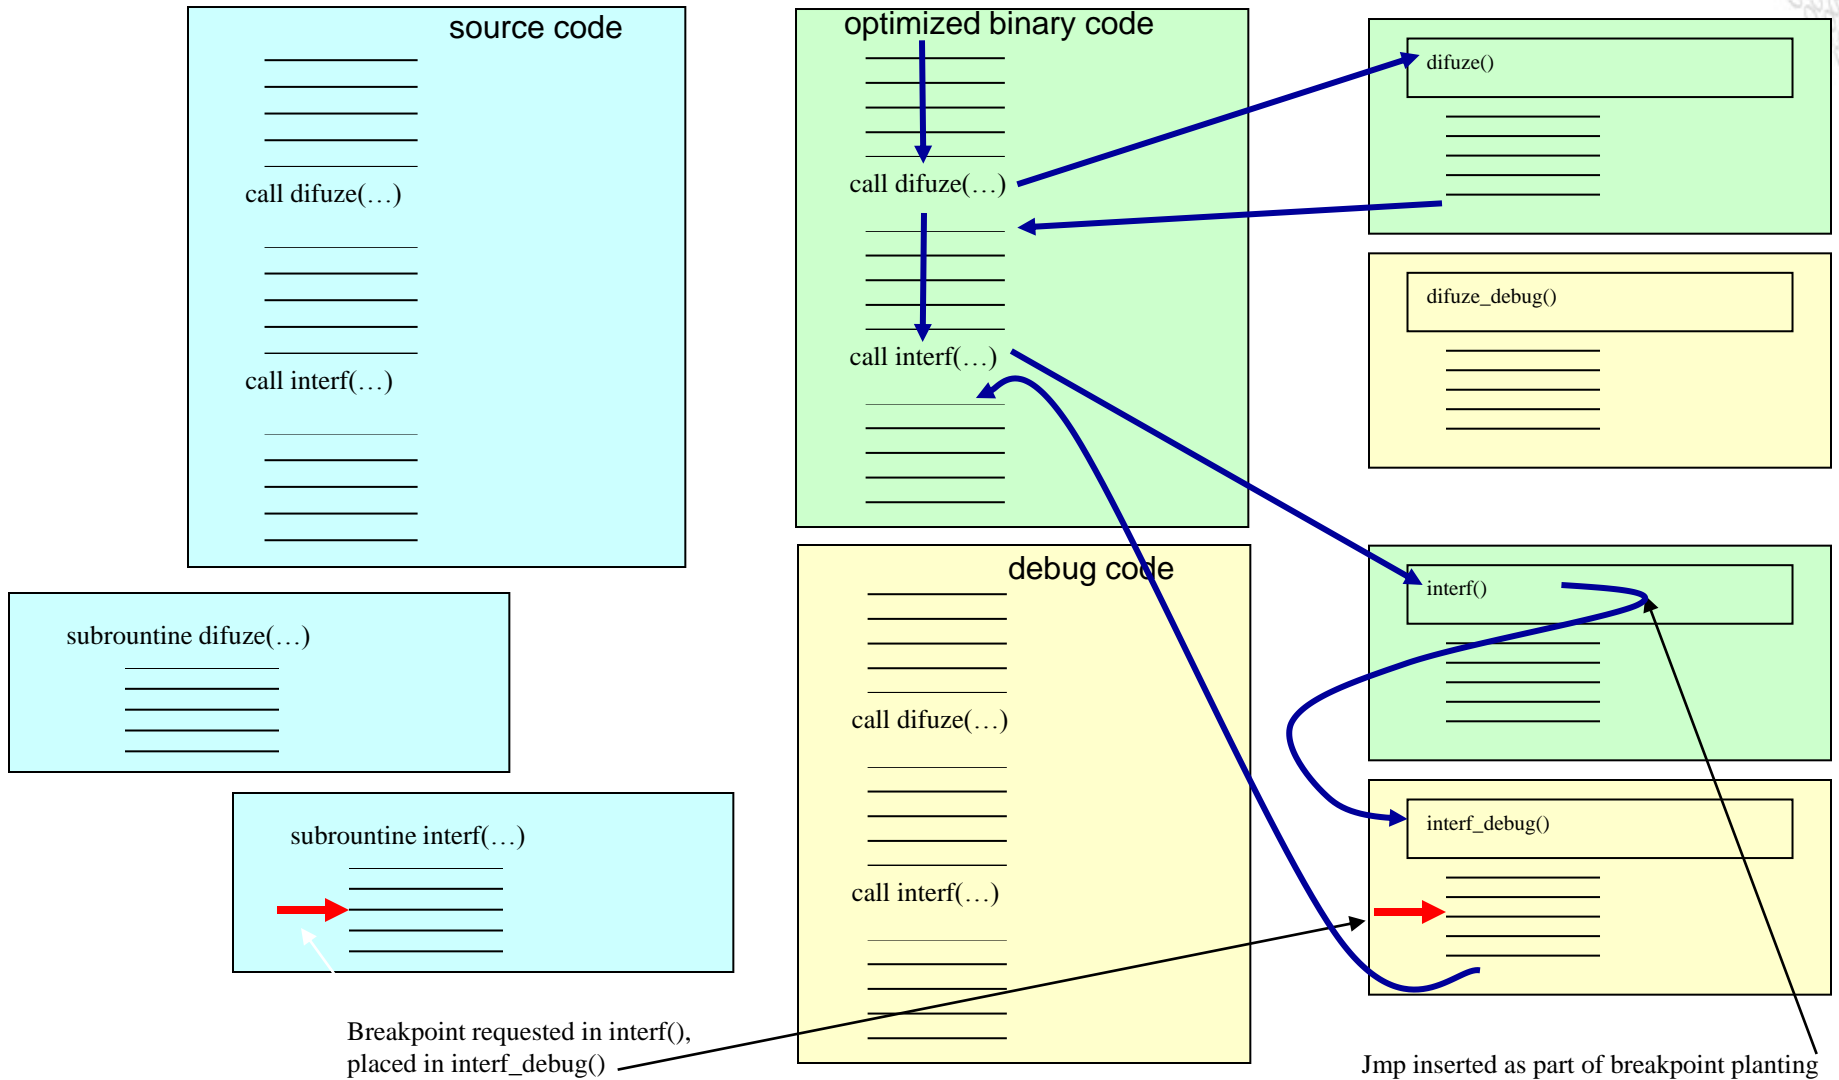 source code
call difuze(…)
call interf(…)
subrountine difuze(…)
subrountine interf(…)
Breakpoint requested in interf(),
placed in interf_debug()
optimized binary code
call difuze(…)
call interf(…)
debug code
call difuze(…)
call interf(…)
difuze()
difuze_debug()
interf()
interf_debug()
Jmp inserted as part of breakpoint planting